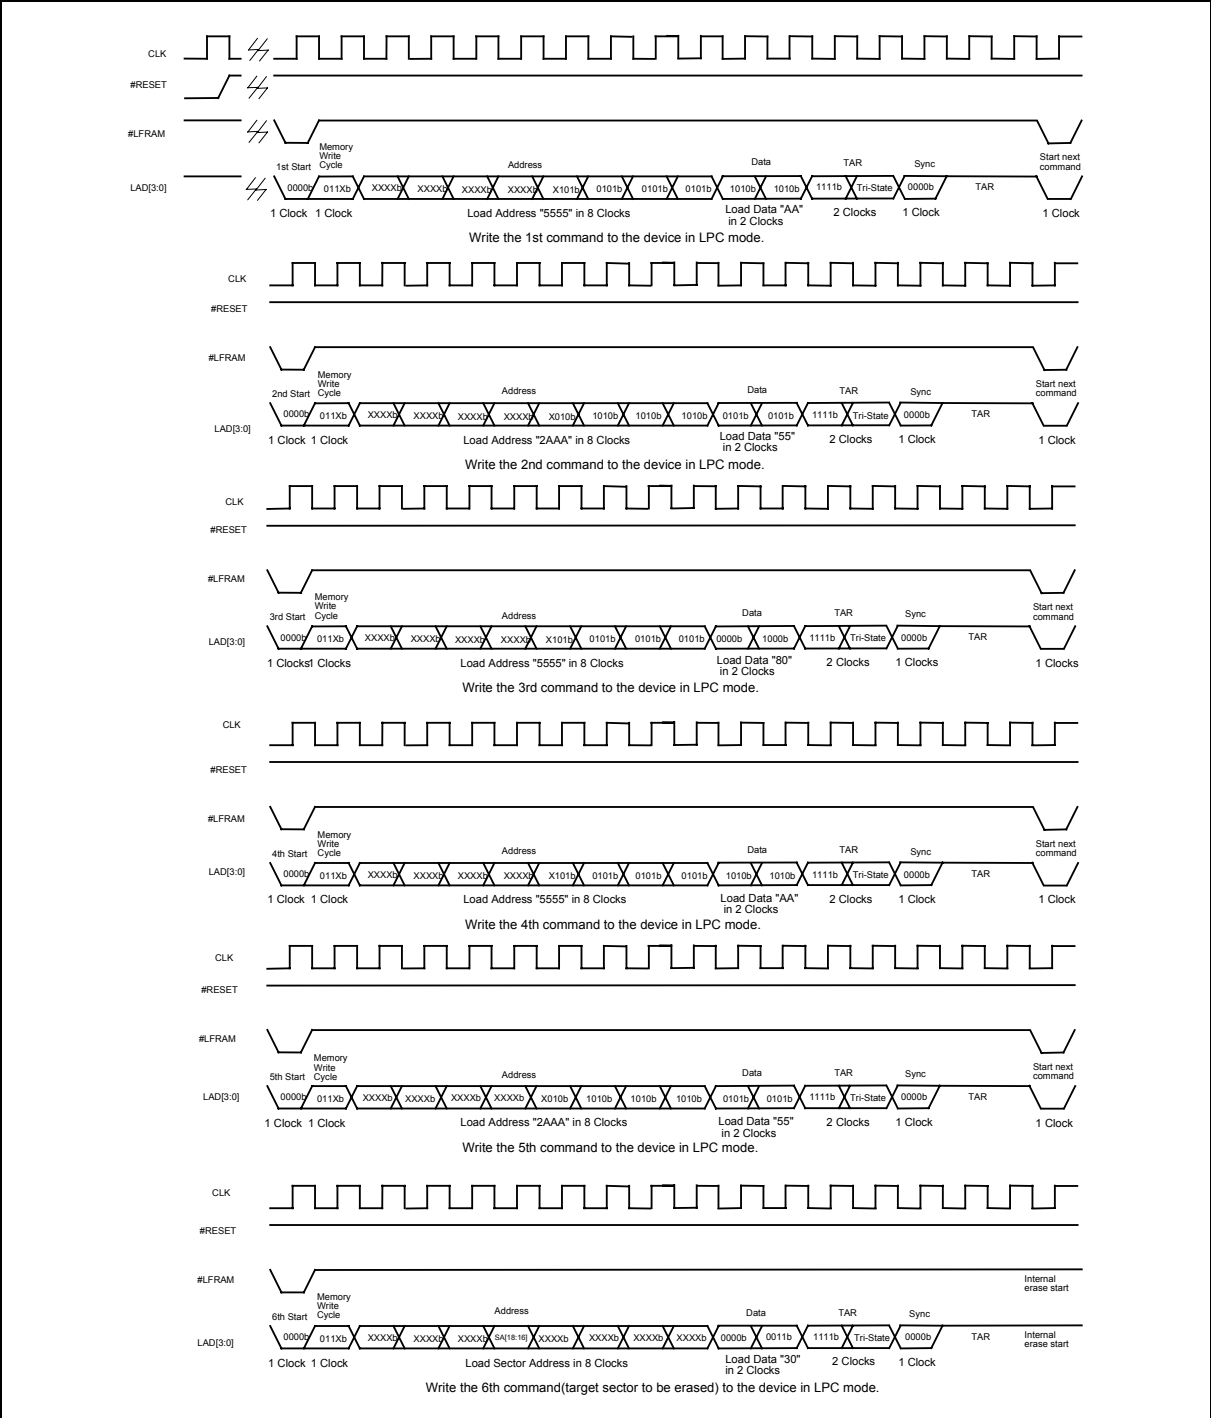 CLK
#RESET
#LFRAM
Memory
Write
Cycle
1st Start
Address
Data
TAR
Sync
Start next
command
LAD[3:0]
0000b 011Xb XXXXb XXXXb XXXXb XXXXb X101b 0101b 0101b 0101b 1010b 1010b 1111b Tri-State 0000b TAR
1 Clock 1 Clock Load Address "5555" in 8 Clocks Load Data "AA" 2 Clocks 1 Clock 1 Clock
in 2 Clocks
Write the 1st command to the device in LPC mode.
CLK
#RESET
#LFRAM
Memory
Write
Cycle
2nd Start
Address
Data
TAR
Sync
Start next
command
LAD[3:0]
0000b 011Xb XXXXb XXXXb XXXXb XXXXb X010b 1010b 1010b 1010b 0101b 0101b 1111b Tri-State 0000b TAR
1 Clock 1 Clock Load Address "2AAA" in 8 Clocks Load Data "55" 2 Clocks 1 Clock 1 Clock
in 2 Clocks
Write the 2nd command to the device in LPC mode.
CLK
#RESET
#LFRAM
Memory
Write
Cycle
3rd Start
Address
Data
TAR
Sync
Start next
command
LAD[3:0]
0000b 011Xb XXXXb XXXXb XXXXb XXXXb X101b 0101b 0101b 0101b 0000b 1000b 1111b Tri-State 0000b TAR
1 Clocks 1 Clocks Load Address "5555" in 8 Clocks Load Data "80" 2 Clocks 1 Clocks 1 Clocks
in 2 Clocks
Write the 3rd command to the device in LPC mode.
CLK
#RESET
#LFRAM
Memory
Write
Cycle
4th Start
Address
Data
TAR
Sync
Start next
command
LAD[3:0]
0000b 011Xb XXXXb XXXXb XXXXb XXXXb X101b 0101b 0101b 0101b 1010b 1010b 1111b Tri-State 0000b TAR
1 Clock 1 Clock Load Address "5555" in 8 Clocks Load Data "AA" 2 Clocks 1 Clock 1 Clock
in 2 Clocks
Write the 4th command to the device in LPC mode.
CLK
#RESET
#LFRAM
Memory
Write
Cycle
5th Start
Address
Data
TAR
Sync
Start next
command
LAD[3:0]
0000b 011Xb XXXXb XXXXb XXXXb XXXXb X010b 1010b 1010b 1010b 0101b 0101b 1111b Tri-State 0000b TAR
1 Clock 1 Clock Load Address "2AAA" in 8 Clocks Load Data "55" 2 Clocks 1 Clock 1 Clock
in 2 Clocks
Write the 5th command to the device in LPC mode.
CLK
#RESET
#LFRAM
Internal
erase start
Memory
Write
Cycle
6th Start
Address
Data
TAR
Sync
LAD[3:0]
0000b 011Xb XXXXb XXXXb XXXXb SA[18:16] XXXXb XXXXb XXXXb XXXXb 0000b 0011b 1111b Tri-State 0000b TAR
Internal
erase start
1 Clock 1 Clock Load Sector Address in 8 Clocks Load Data "30" 2 Clocks 1 Clock
in 2 Clocks
Write the 6th command(target sector to be erased) to the device in LPC mode.